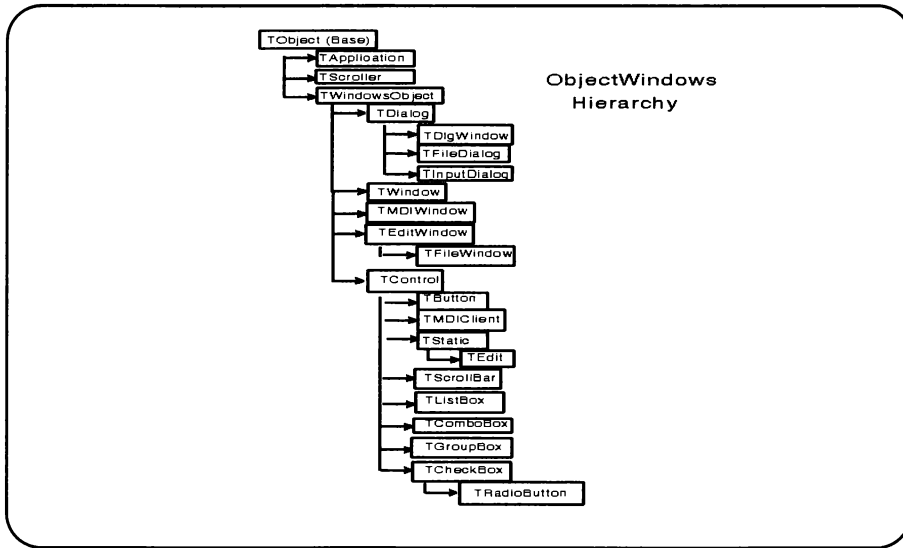 TObject (Base)
TApplication
TScroller
TWindowsObject
TDialog
TDlgWindow
TFileDialog
TInputDialog
TWindow
TMDIWindow
TEditWindow
TFileWindow
TControl
TButton
TMDIClient
TStatic
TEdit
TScrollBar
TListBox
TComboBox
TGroupBox
TCheckBox
TRadioButton
ObjectWindows
Hierarchy